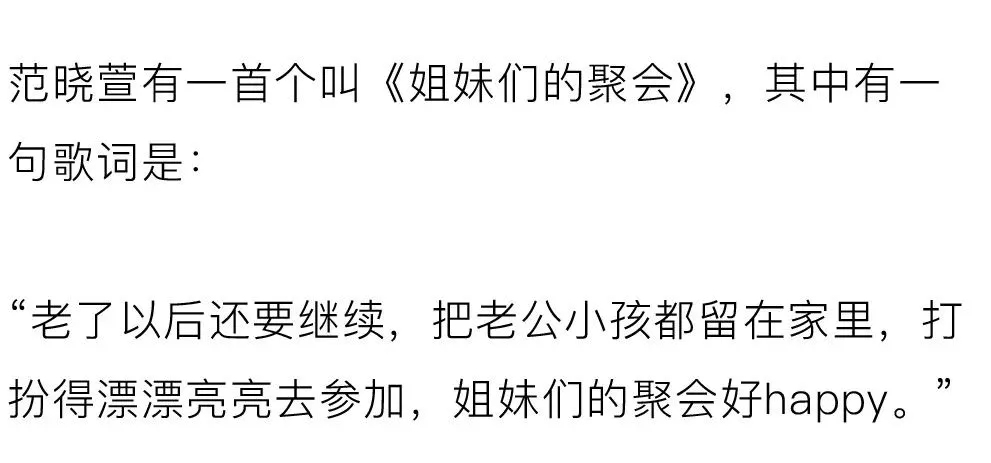 范晓萱有一首个叫《姐妹们的聚会》，其中有一
句歌词是：
“老了以后还要继续，把老公小孩都留在家里，打
扮得漂漂亮亮去参加，姐妹们的聚会好happy。”